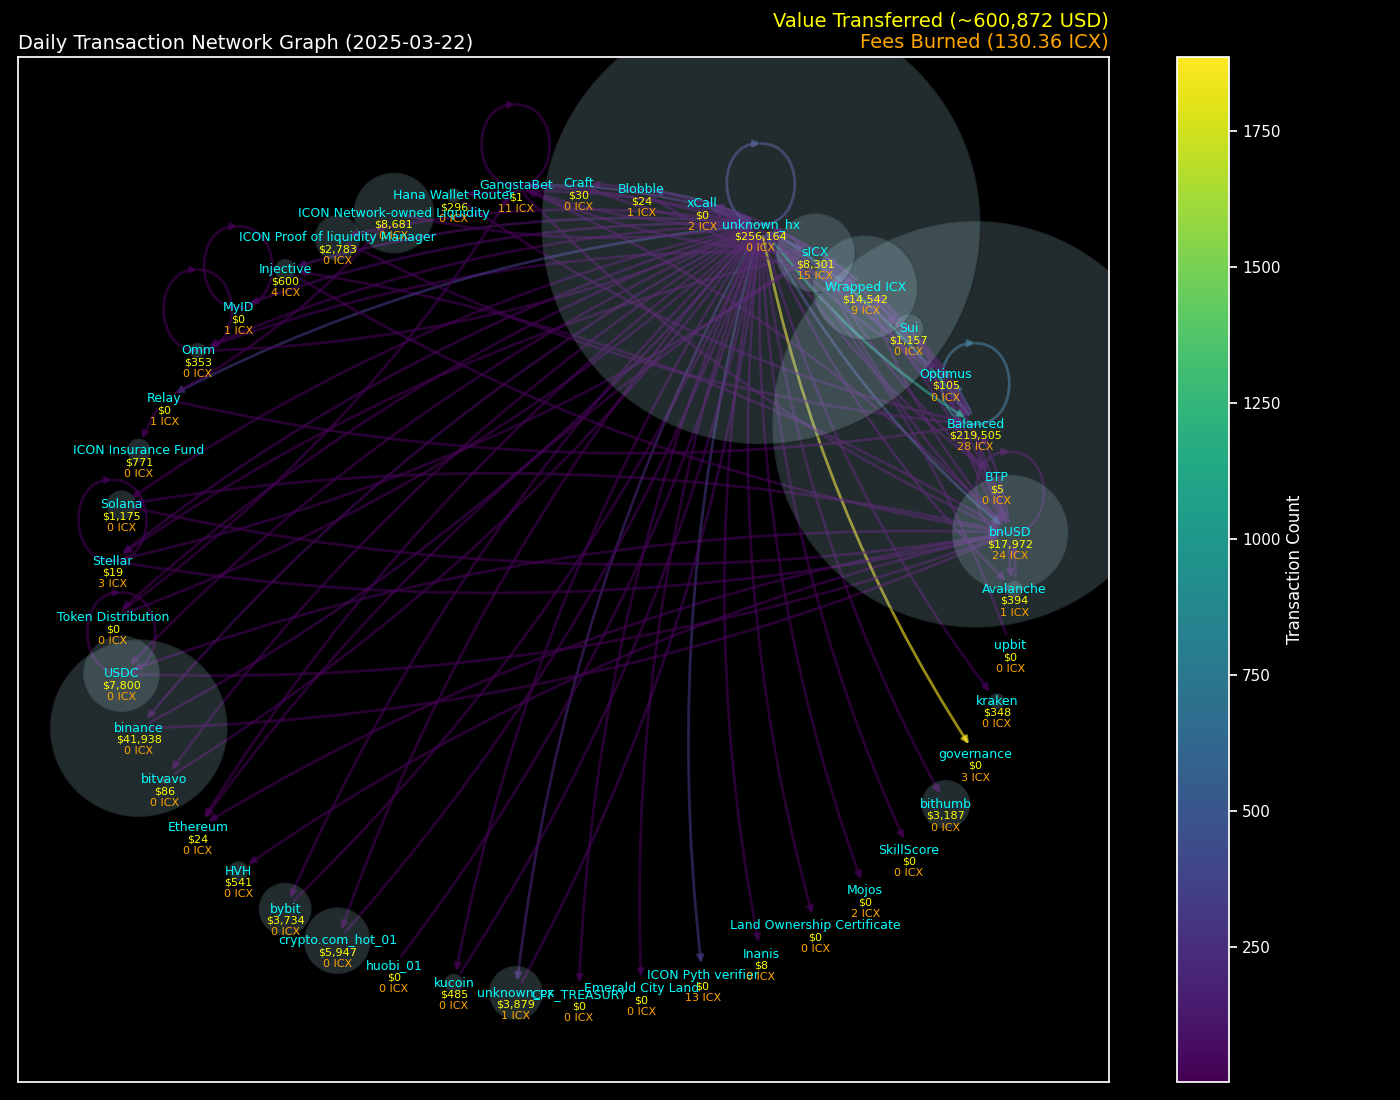 Value Transferred (~600,872 USD)
Daily Transaction Network Graph (2025-03-22)
Fees Burned (130.36 ICX)
GangstaBet
$1
11 ICX
Craft
$30
0 ICX
Blobble
$24
1 ICX
xCall
$0
2 ICX
unknown_hx
$256,164
0 ICX
Hana Wallet Router
$296
0 ICX
ICON Network-owned Liquidity
$8,681
0 ICX
ICON Proof of liquidity Manager
$2,783
0 ICX
sICX
$8,301
15 ICX
Injective
$600
4 ICX
Wrapped ICX
$14,542
9 ICX
MyID
$0
1 ICX
Sui
$1,157
0 ICX
Omm
$353
0 ICX
Optimus
$105
0 ICX
Relay
$0
1 ICX
Balanced
$219,505
28 ICX
ICON Insurance Fund
$771
0 ICX
BTP
$5
0 ICX
Solana
$1,175
0 ICX
bnUSD
$17,972
24 ICX
Stellar
$19
3 ICX
Avalanche
$394
1 ICX
Token Distribution
$0
0 ICX
upbit
$0
0 ICX
USDC
$7,800
0 ICX
kraken
$348
0 ICX
binance
$41,938
0 ICX
governance
$0
3 ICX
bitvavo
$86
0 ICX
bithumb
$3,187
0 ICX
Ethereum
$24
0 ICX
SkillScore
$0
0 ICX
HVH
$541
0 ICX
Mojos
$0
2 ICX
bybit
$3,734
0 ICX
Land Ownership Certificate
$0
0 ICX
crypto.com_hot_01
$5,947
0 ICX
Inanis
$8
ICX
huobi_01
$0
0 ICX
ICON Pyth verifier
$0
13 ICX
kucoin
$485
0 ICX
Emerald City Land
$0
0 ICX
unknown_cx
$3,879
1 ICX
CPF_TREASURY
$0
0 ICX
1750
1500
1250
1000
750
500
250
Transaction Count